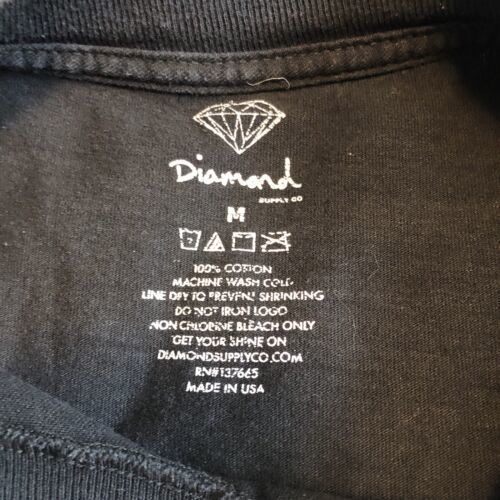 Diamond
SUPPLY CO
M
100% COTTON
MACHINE WASH COLD
LINE DRY TO PREVENT SHRINKING
DO NOT IRON LOGO
NON CHLORINE BLEACH ONLY
GET YOUR SHINE ON
DIAMONDSUPPLYCO.COM
RN#137665
MADE IN USA